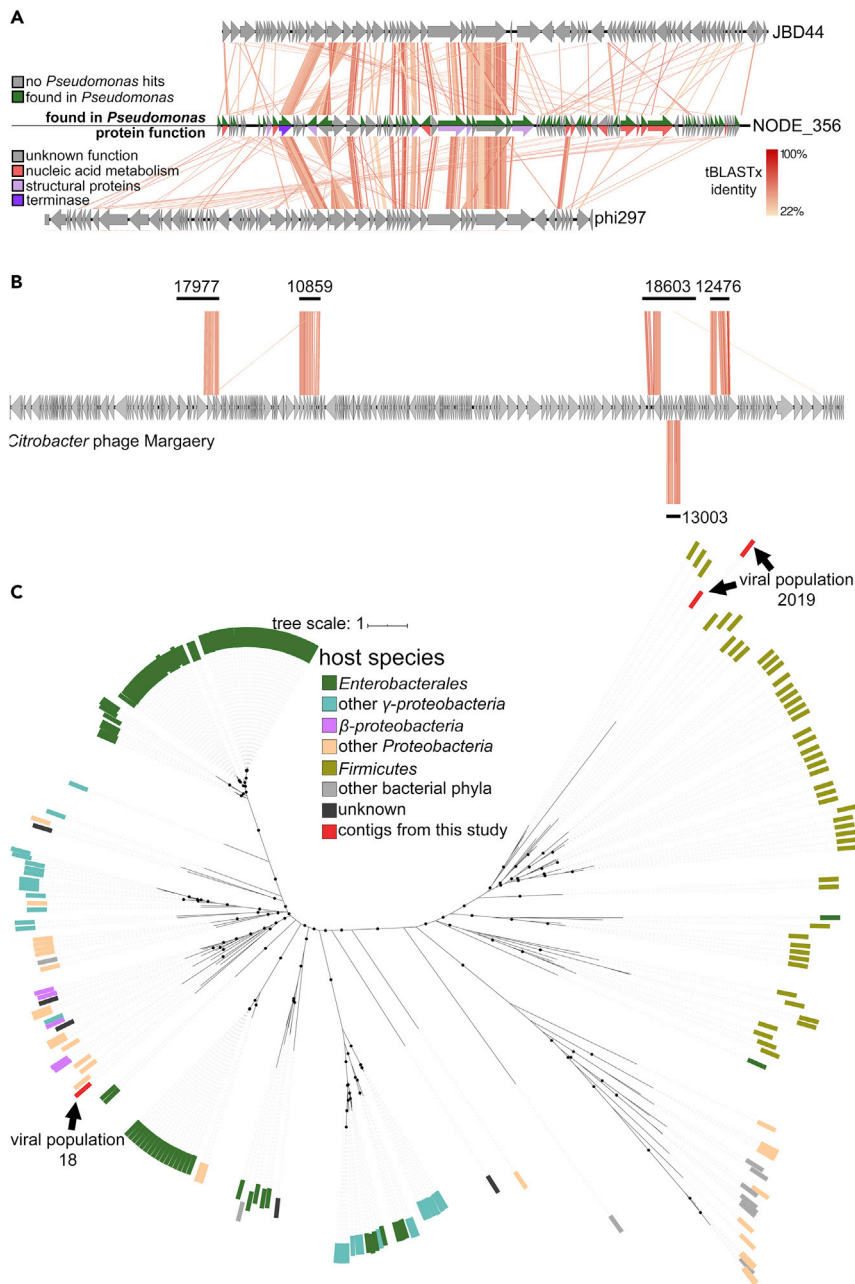 A
JBD44
no Pseudomonas hits
found in Pseudomonas
found in Pseudomonas
protein function
NODE_356
unknown function
nucleic acid metabolism
structural proteins
terminase
100%
tBLASTx
identity
22%
phi297
B
17977
10859
18603
12476
Citrobacter phage Margaery
13003
C
viral population
2019
tree scale: 1
host species
Enterobacterales
other γ-proteobacteria
β-proteobacteria
other Proteobacteria
Firmicutes
other bacterial phyla
unknown
contigs from this study
viral population
18